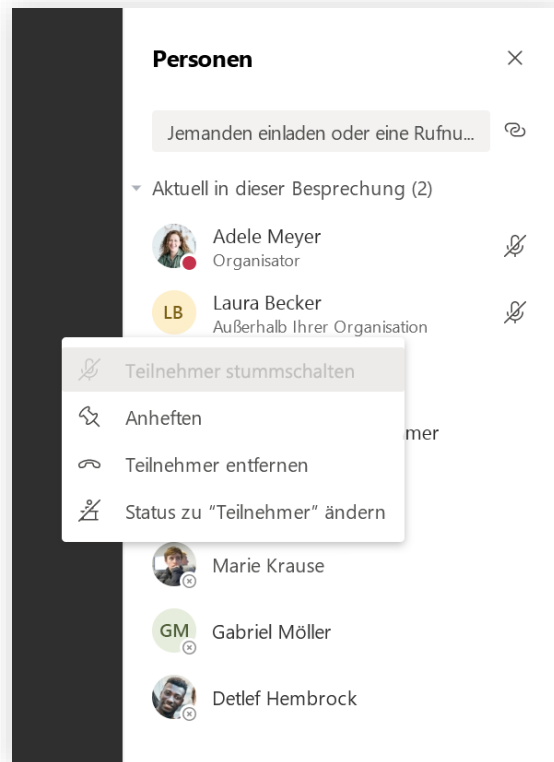 Personen
Jemanden einladen oder eine Rufnu...
Aktuell in dieser Besprechung (2)
Adele Meyer
Organisator
LB
Laura Becker
Außerhalb Ihrer Organisation
Teilnehmer stummschalten
Anheften
mer
Teilnehmer entfernen
Status zu “Teilnehmer” ändern
Marie Krause
GM
Gabriel Möller
Detlef Hembrock